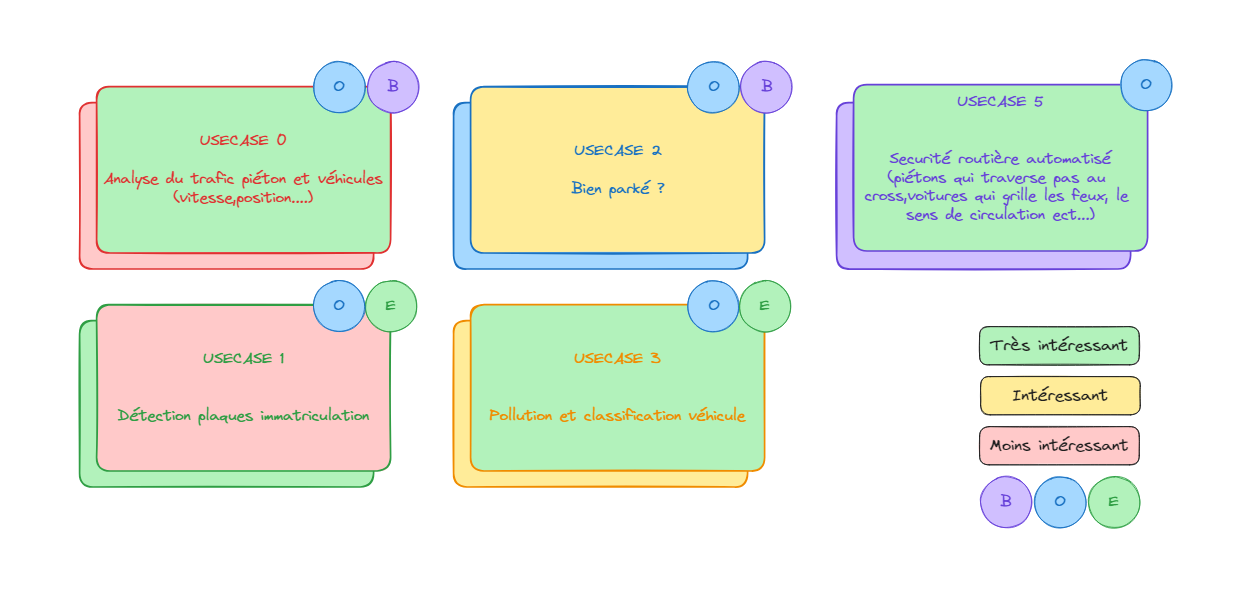 O
B
USECASE 0
Analyse du trafic piéton et véhicules
(vitesse,position....)
O
B
USECASE 2
Bien parké ?
O
USECASE 5
Securité routière automatisé
(piétons qui traverse pas au
cross,voitures qui grille les feux, le
sens de circulation ect...)
O
E
USECASE 1
Détection plaques immatriculation
O
E
USECASE 3
Pollution et classification véhicule
Très intéressant
Intéressant
Moins intéressant
B
O
E